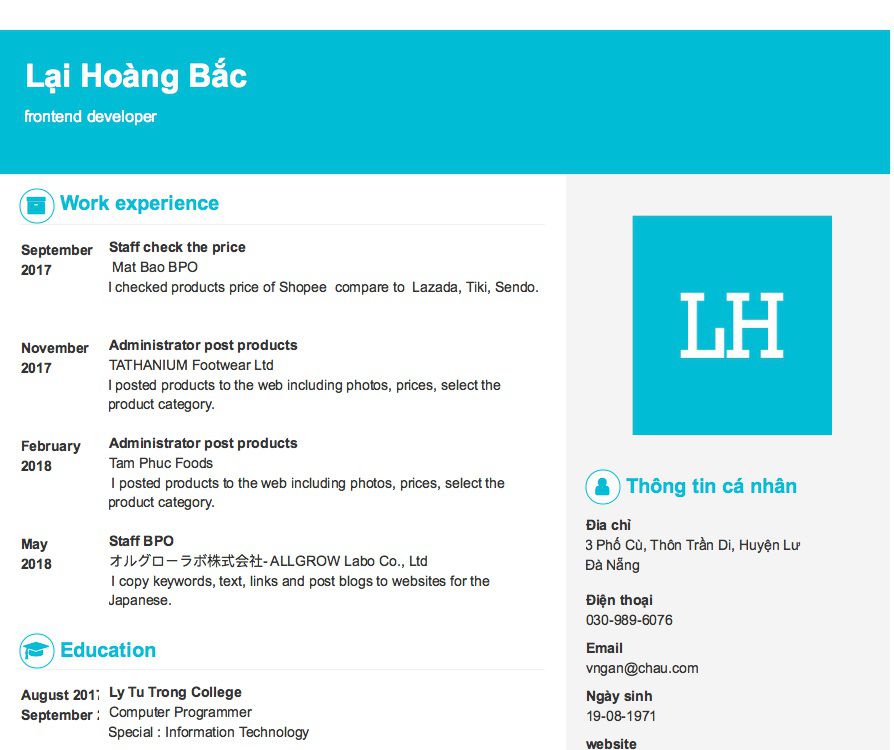 Lại Hoàng Bắc
frontend developer
Work experience
September
2017
Staff check the price
Mat Bao BPO
I checked products price of Shopee compare to Lazada, Tiki, Sendo.
November
2017
Administrator post products
TATHANIUM Footwear Ltd
I posted products to the web including photos, prices, select the
product category.
February
2018
Administrator post products
Tam Phuc Foods
I posted products to the web including photos, prices, select the
product category.
May
2018
Staff BPO
オルグローラボ株式会社- ALLGROW Labo Co., Ltd
I copy keywords, text, links and post blogs to websites for the
Japanese.
Education
August 2017
September
Ly Tu Trong College
Computer Programmer
Special : Information Technology
LH
Thông tin cá nhân
Địa chỉ
3 Phố Cù, Thôn Trần Di, Huyện Lư
Đà Nẵng
Điện thoại
030-989-6076
Email
vngan@chau.com
Ngày sinh
19-08-1971
website